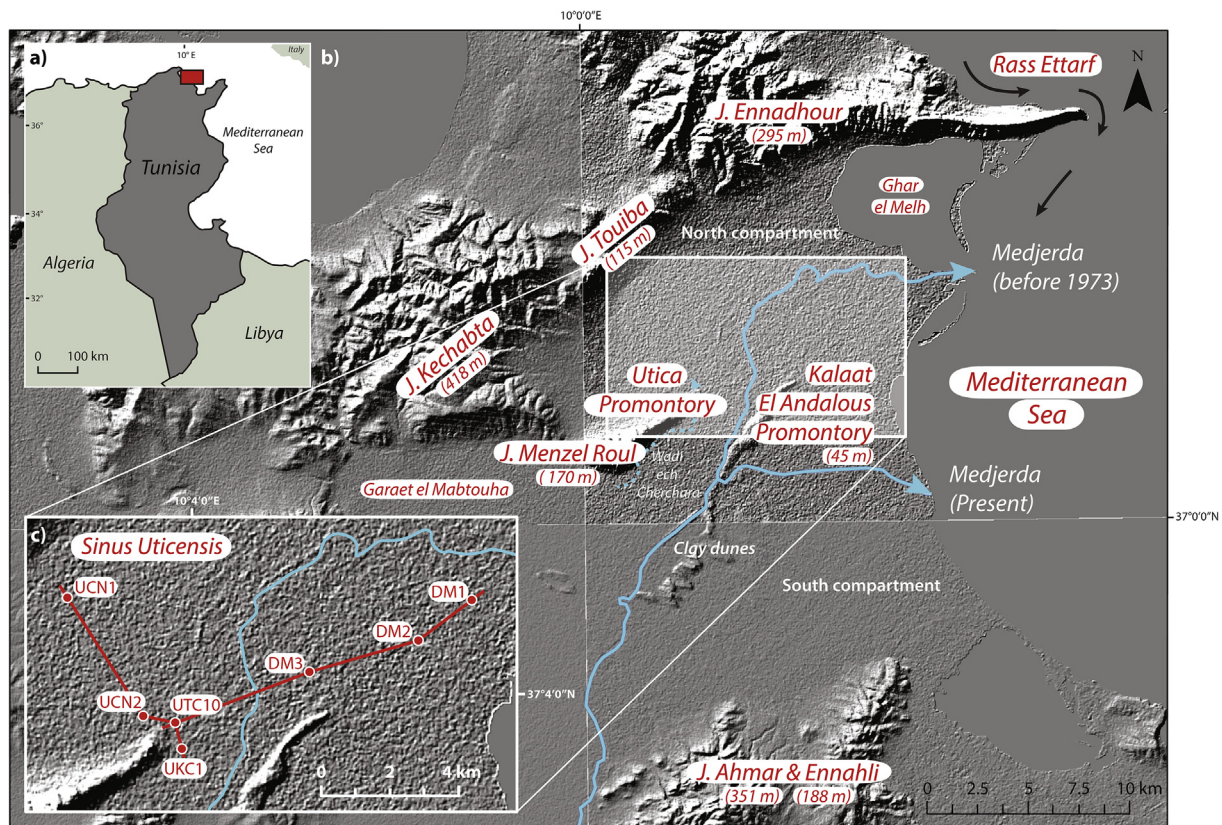 10°0'0"E
a)
10° E
Italy
36°
Mediterranean
Sea
Tunisia
34°
Algeria
32°
Libya
0 100 km
b)
Rass Ettarf
N
J. Ennadhour
(295 m)
Ghar
el Melh
J. Touiba
(115 m)
North compartment
Medjerda
(before 1973)
J. Kechabta
(418 m)
Utica
Promontory
Kalaat
El Andalous
Promontory
(45 m)
Mediterranean
Sea
J. Menzel Roul
( 170 m)
Wadi
ech
Cherchara
Garaet el Mabtouha
Medjerda
(Present)
10°4'0"E
37°0'0"N
Clgy dunes
South compartment
c)
Sinus Uticensis
UCN1
DM1
DM2
DM3
UCN2
UTC10
UKC1
37°4'0"N
0 2 4 km
J. Ahmar & Ennahli
(351 m) (188 m)
0 2.5 5 7.5 10 km